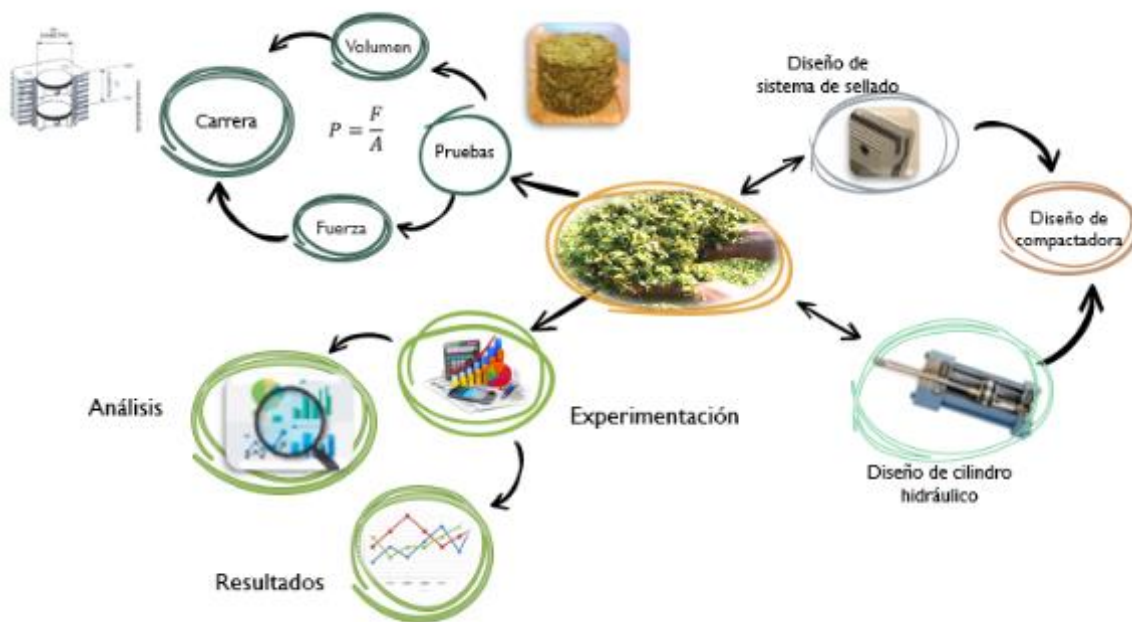 Volumen
Carrera
P = F/A
Pruebas
Fuerza
Diseño de
sistema de sellado
Diseño de
compactadora
Diseño de cilindro
hidráulico
Experimentación
Análisis
Resultados